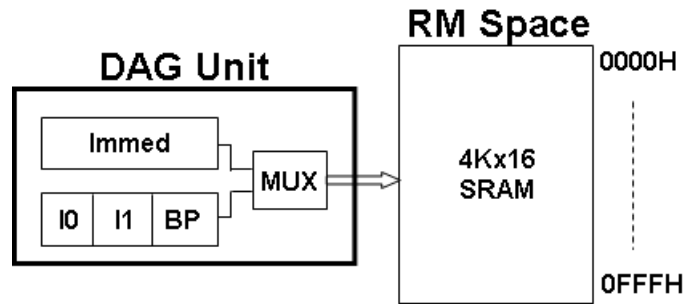 RM Space
DAG Unit
0000H
Immed
MUX
4Kx16
SRAM
I0 I1 BP
0FFFH